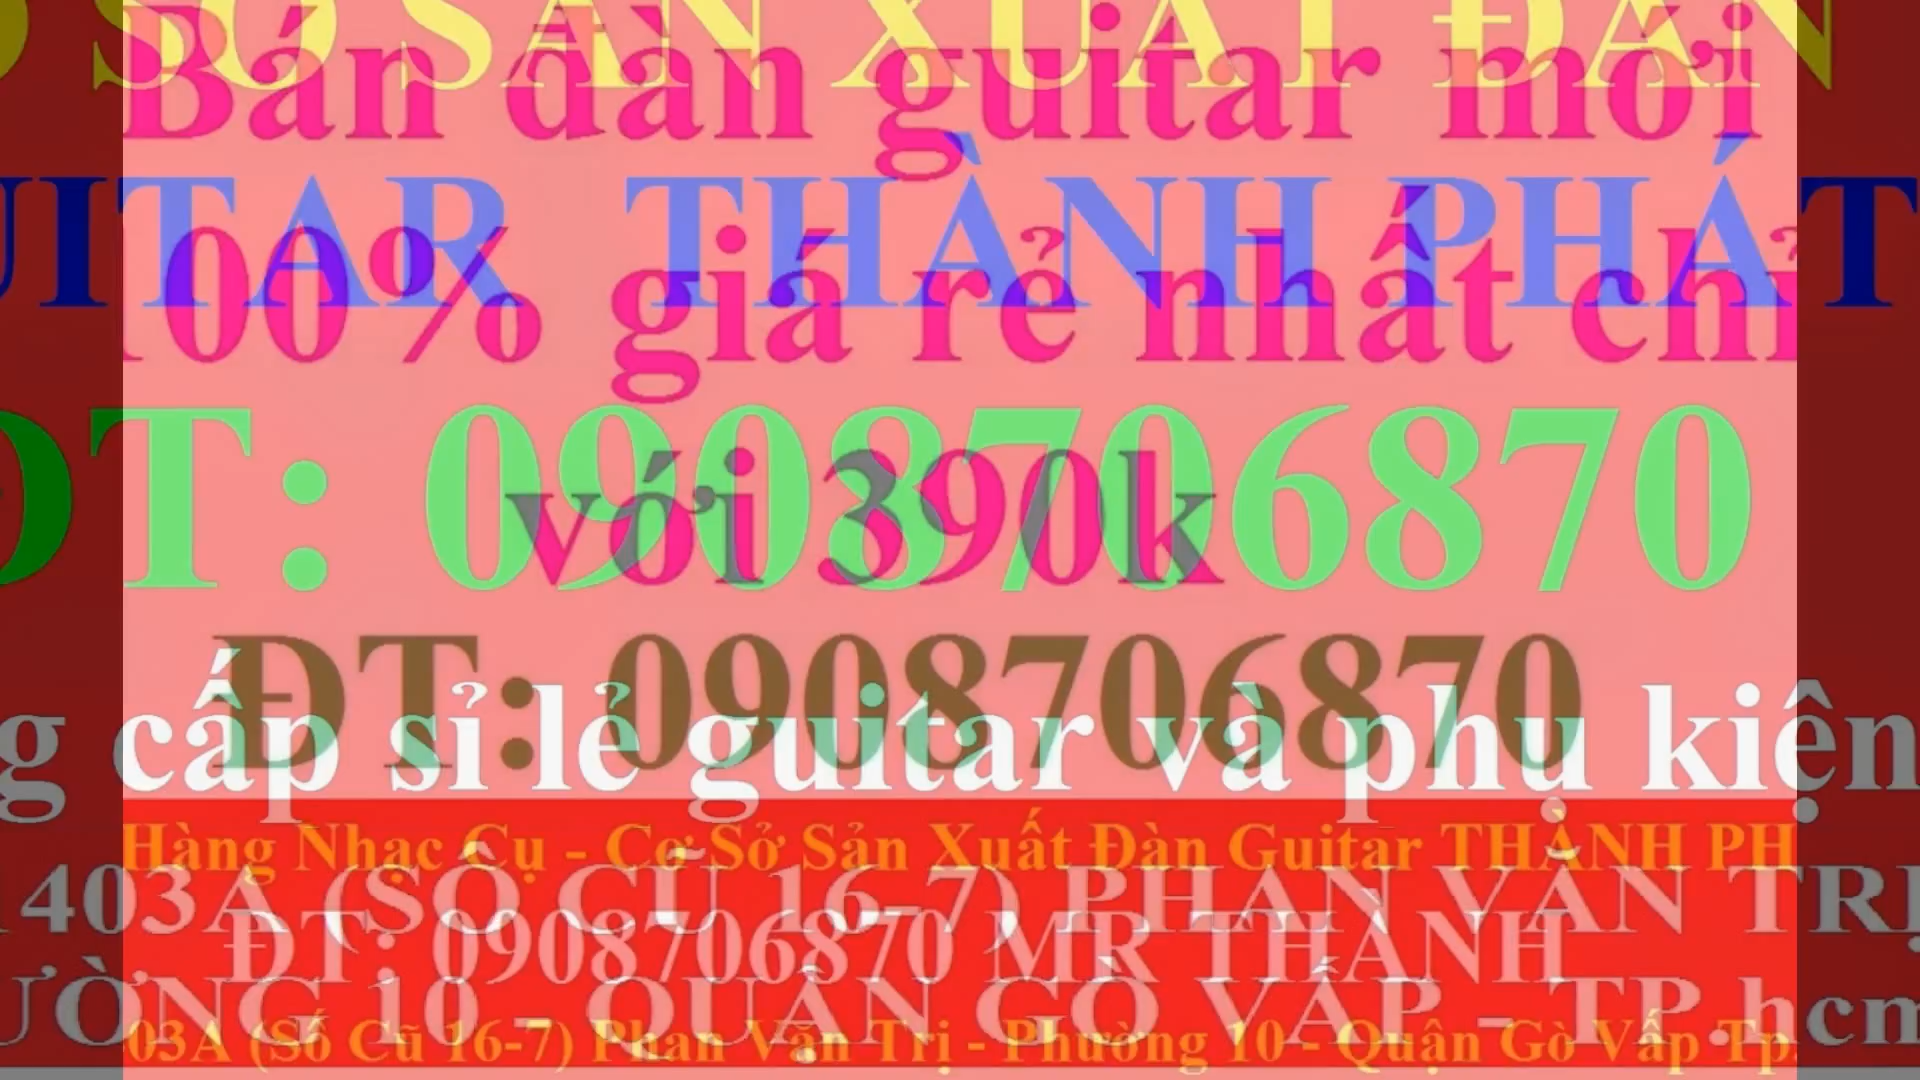 SỞ SẢN XUẤT ĐÀN
Bán đàn guitar mới
UITAR THÀNH PHÁT
100% giá rẻ nhất chỉ
ĐT: 0908706870
với 390k
ĐT: 0908706870
g cấp sỉ lẻ guitar và phụ kiện
Hàng Nhạc Cụ - Cơ Sở Sản Xuất Đàn Guitar THÀNH PH
1403A (SỐ CŨ 16-7) PHAN VĂN TRỊ
ĐT: 0908706870 MR THÀNH
ƯỜNG 10 - QUẬN GÒ VẤP - TP.hcm
03A (Số Cũ 16-7) Phan Văn Trị - Phường 10 - Quận Gò Vấp Tp.